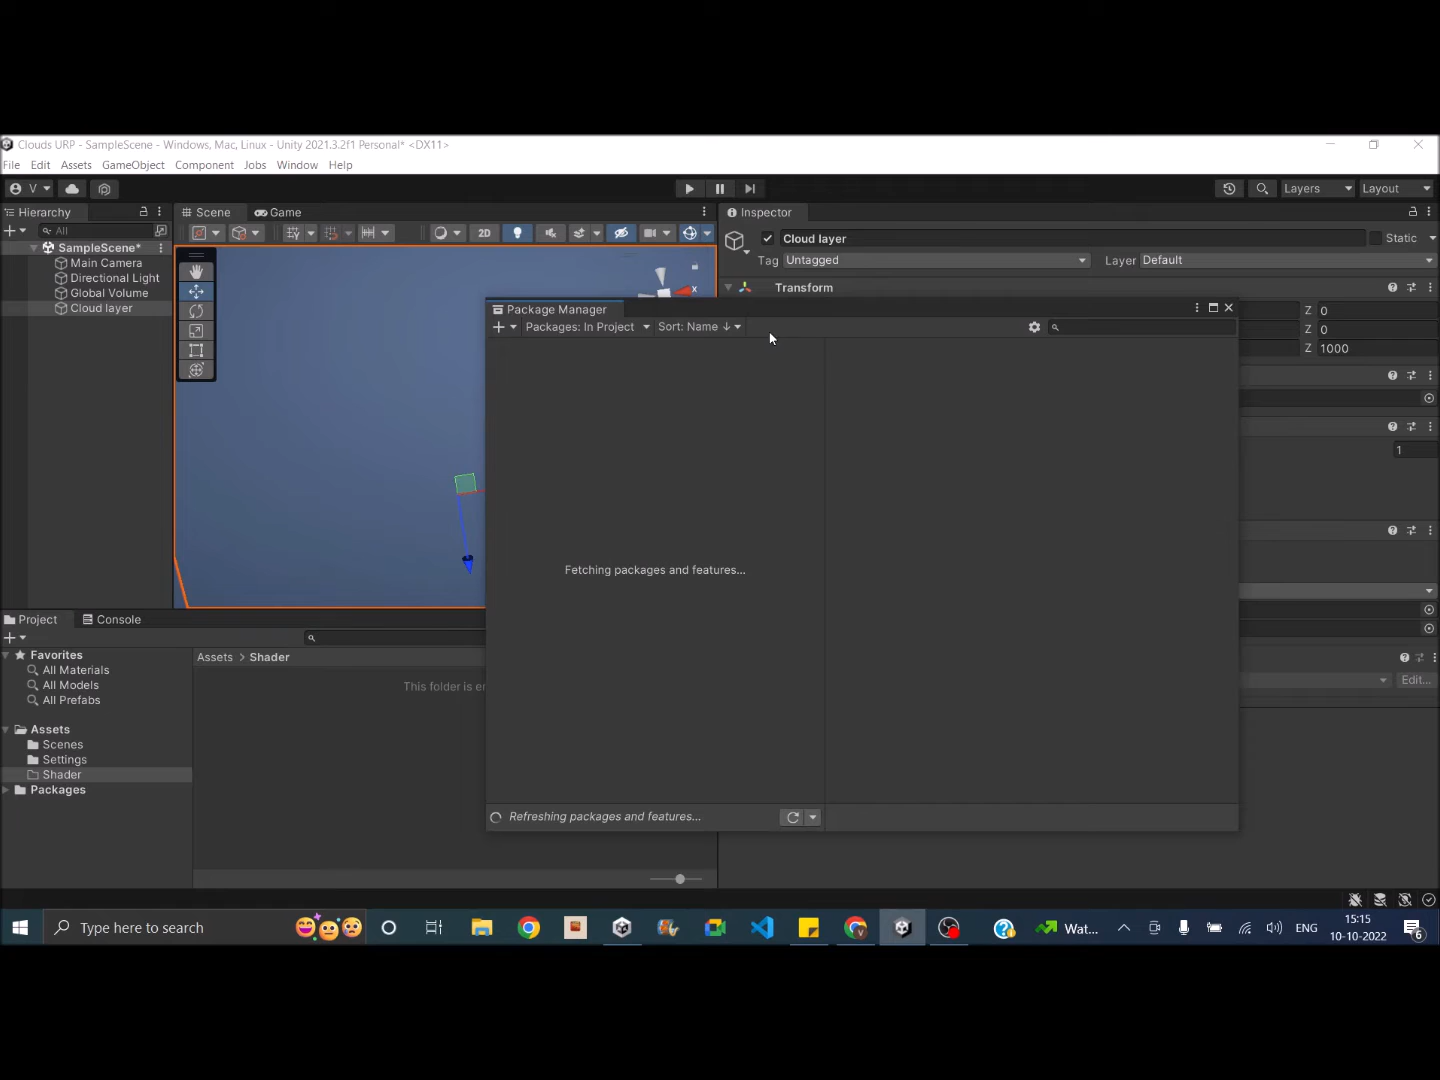 Clouds URP - SampleScene - Windows, Mac, Linux - Unity 2021.3.2f1 Personal* <DX11>
File Edit Assets GameObject Component Jobs Window Help
V Layers Layout
Hierarchy Scene Game Inspector
All 2D Cloud layer Static
SampleScene* Tag Untagged Layer Default
Main Camera
Directional Light Transform
Global Volume
Cloud layer
x
Package Manager Z 0
Packages: In Project Sort: Name ↓ Z 0
Z 1000
1
Fetching packages and features...
Project Console
Favorites Assets > Shader
All Materials
All Models This folder is e
All Prefabs Edit...
Assets
Scenes
Settings
Shader
Packages
Refreshing packages and features...
Type here to search Wat... ENG 15:15
10-10-2022 6